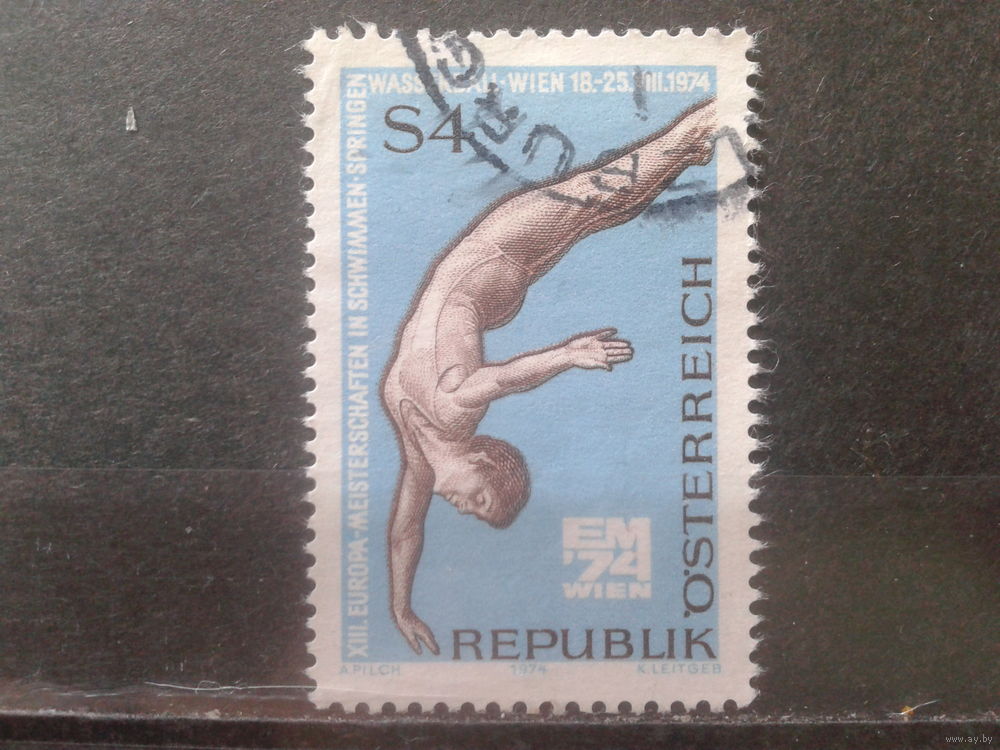 XIII. EUROPA-MEISTERSCHAFTEN IN SCHWIMMEN·SPRINGEN
WASSERBALL·WIEN 18.-25.VIII.1974
S4
EM
'74
WIEN
REPUBLIK
ÖSTERREICH
A.PILCH
1974
K.LEITGEB
www.ay.by